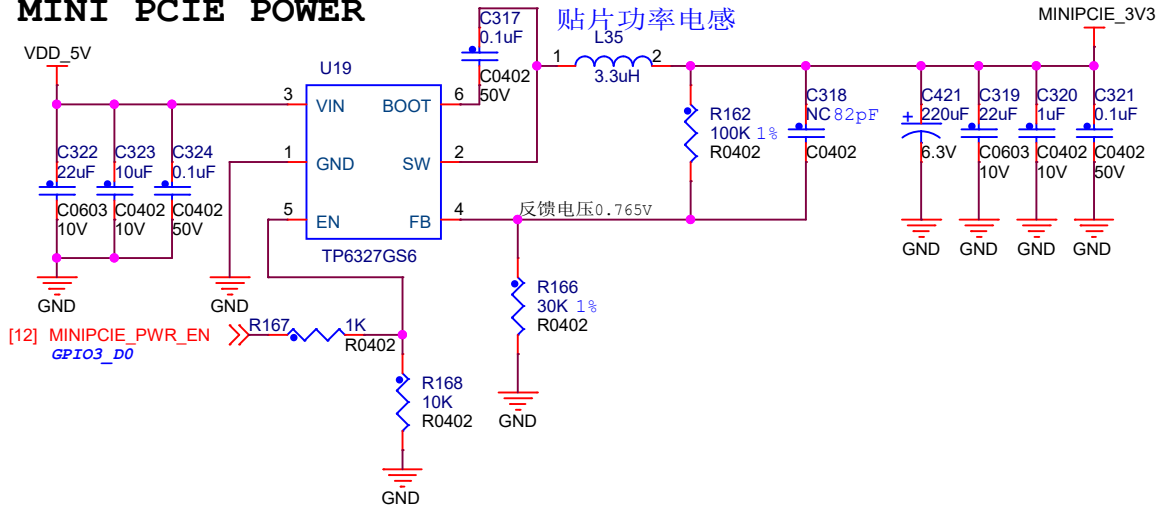 MINI PCIE POWER
VDD_5V
C322
22uF
C0603
10V
C323
10uF
C0402
10V
C324
0.1uF
C0402
50V
GND
GND
U19
3 VIN BOOT 6
1 GND SW 2
5 EN FB 4
TP6327GS6
C317
0.1uF
C0402
50V
贴片功率电感
L35
1 2
3.3uH
反馈电压0.765V
R162
100K 1%
R0402
C318
NC 82pF
C0402
R166
30K 1%
R0402
GND
MINIPCIE_3V3
C421
220uF
6.3V
C319
22uF
C0603
10V
C320
1uF
C0402
10V
C321
0.1uF
C0402
50V
GND GND GND GND
[12] MINIPCIE_PWR_EN
GPIO3_D0
R167 1K
R0402
R168
10K
R0402
GND
+